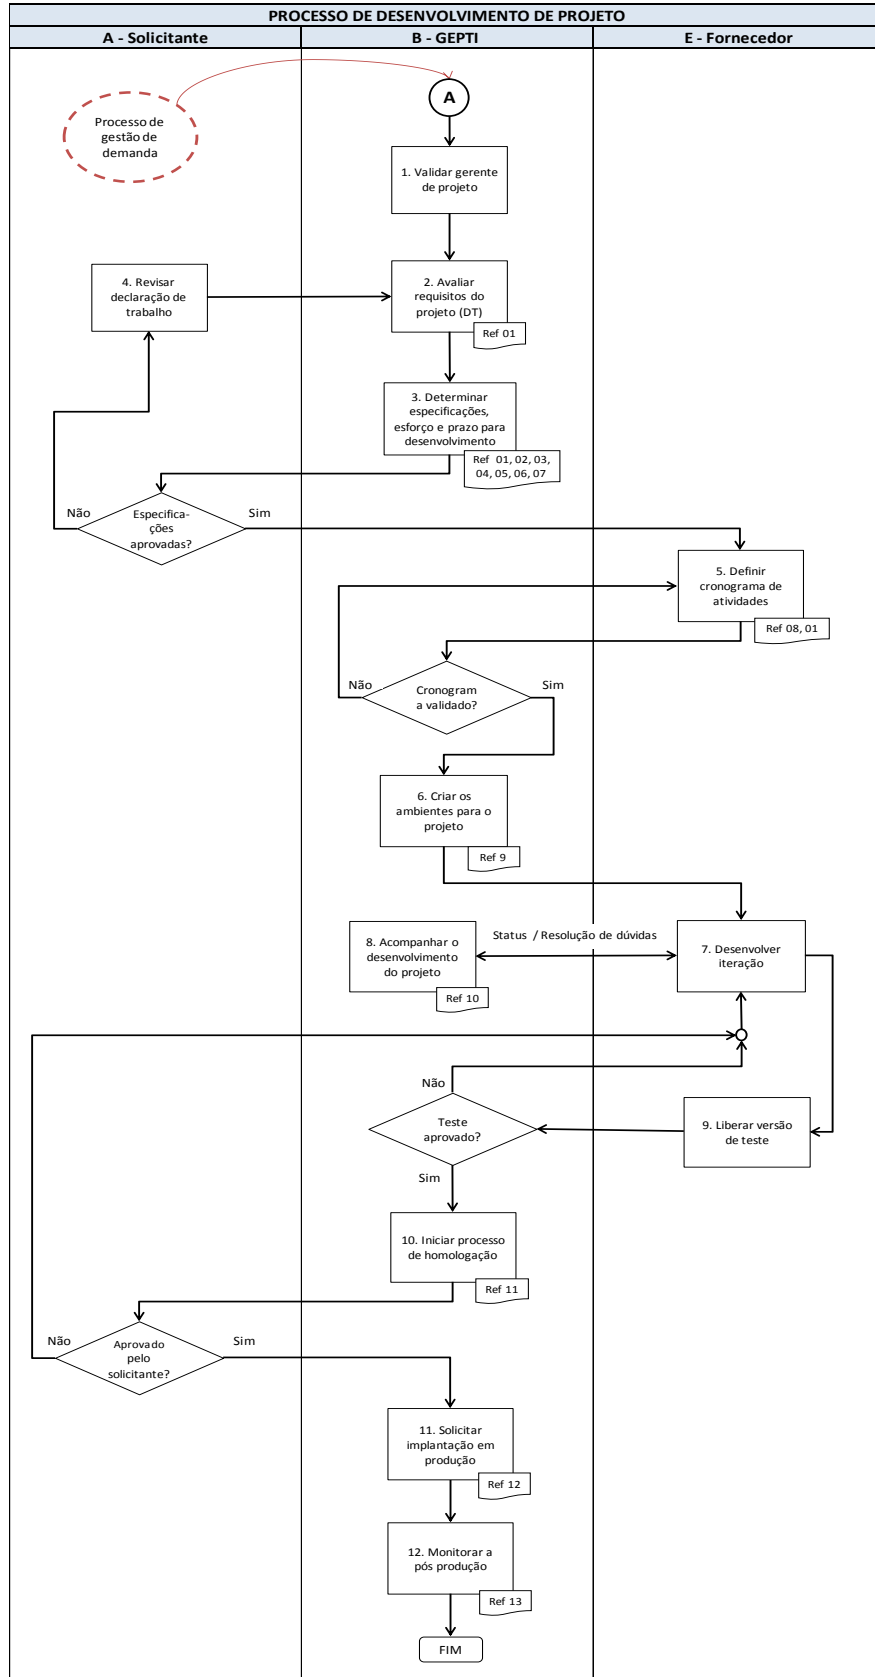 PROCESSO DE DESENVOLVIMENTO DE PROJETO
A - Solicitante
B - GEPTI
E - Fornecedor
A
Processo de
gestão de
demanda
1. Validar gerente
de projeto
4. Revisar
declaração de
trabalho
2. Avaliar
requisitos do
projeto (DT)
Ref 01
3. Determinar
especificações,
esforço e prazo para
desenvolvimento
Ref 01, 02, 03,
04, 05, 06, 07
Não
Especifica-
ções
aprovadas?
Sim
5. Definir
cronograma de
atividades
Ref 08, 01
Não
Cronogram
a validado?
Sim
6. Criar os
ambientes para o
projeto
Ref 9
8. Acompanhar o
desenvolvimento
do projeto
Ref 10
Status / Resolução de dúvidas
7. Desenvolver
iteração
Não
Teste
aprovado?
Sim
9. Liberar versão
de teste
10. Iniciar processo
de homologação
Ref 11
Não
Aprovado
pelo
solicitante?
Sim
11. Solicitar
implantação em
produção
Ref 12
12. Monitorar a
pós produção
Ref 13
FIM